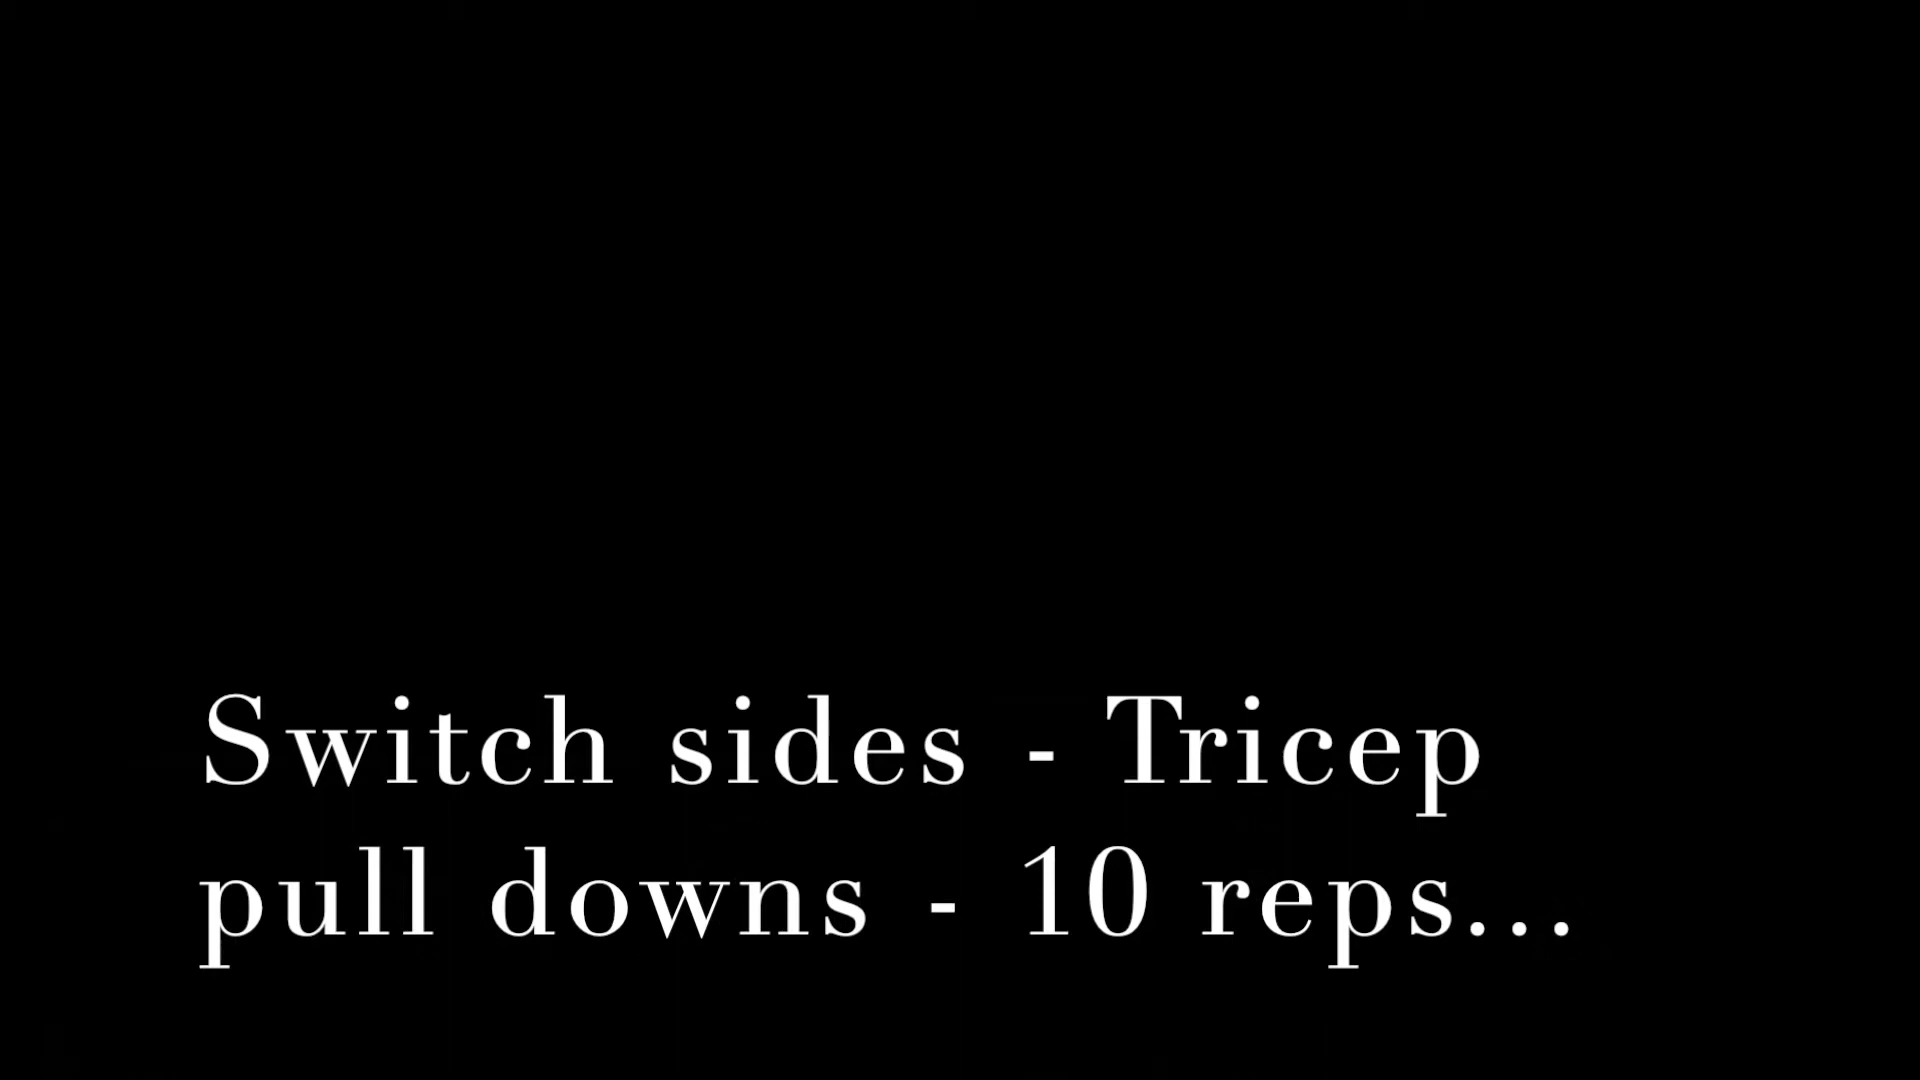 Switch sides - Tricep
pull downs - 10 reps...